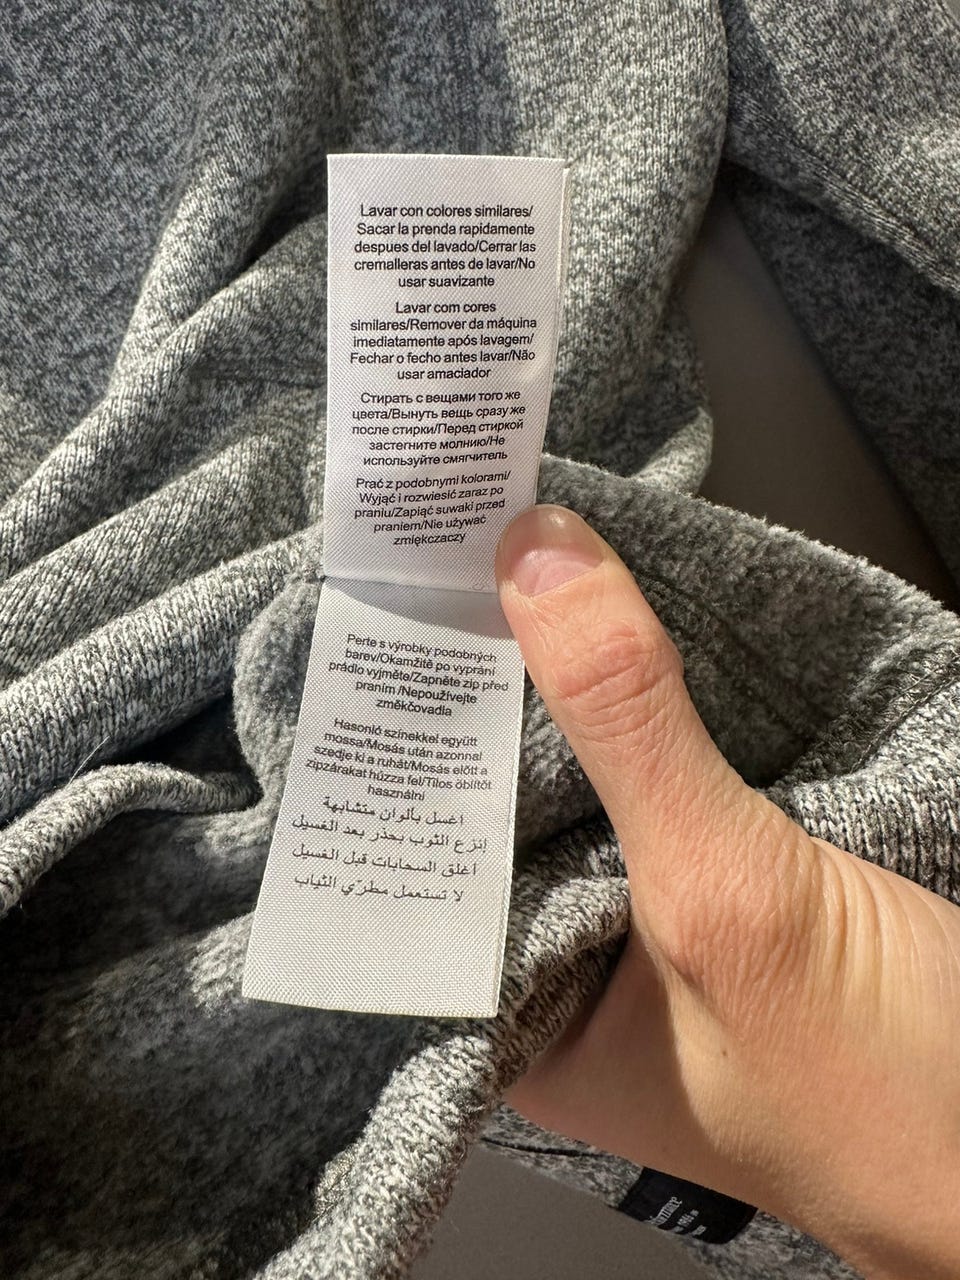 Lavar con colores similares/
Sacar la prenda rapidamente
despues del lavado/Cerrar las
cremalleras antes de lavar/No
usar suavizante
Lavar com cores
similares/Remover da máquina
imediatamente após lavagem/
Fechar o fecho antes lavar/Não
usar amaciador
Стирать с вещами того же
цвета/Вынуть вещь сразу же
после стирки/Перед стиркой
застегните молнию/Не
используйте смягчитель
Prać z podobnymi kolorami/
Wyjąć i rozwiesić zaraz po
praniu/Zapiąć suwaki przed
praniem/Nie używać
zmiękczaczy
Perte s výrobky podobných
barev/Okamžitě po vyprání
prádlo vyjměte/Zapněte zip před
praním /Nepoužívejte
změkčovadla
Hasonló színekkel együtt
mossa/Mosás után azonnal
szedje ki a ruhát/Mosás előtt a
zipzárakat húzza fel/Tilos öblítőt
használni
اغسل بألوان متشابهة
إنزع الثوب بحذر بعد الغسيل
أغلق السحابات قبل الغسيل
لا تستعمل مطرّي الثياب